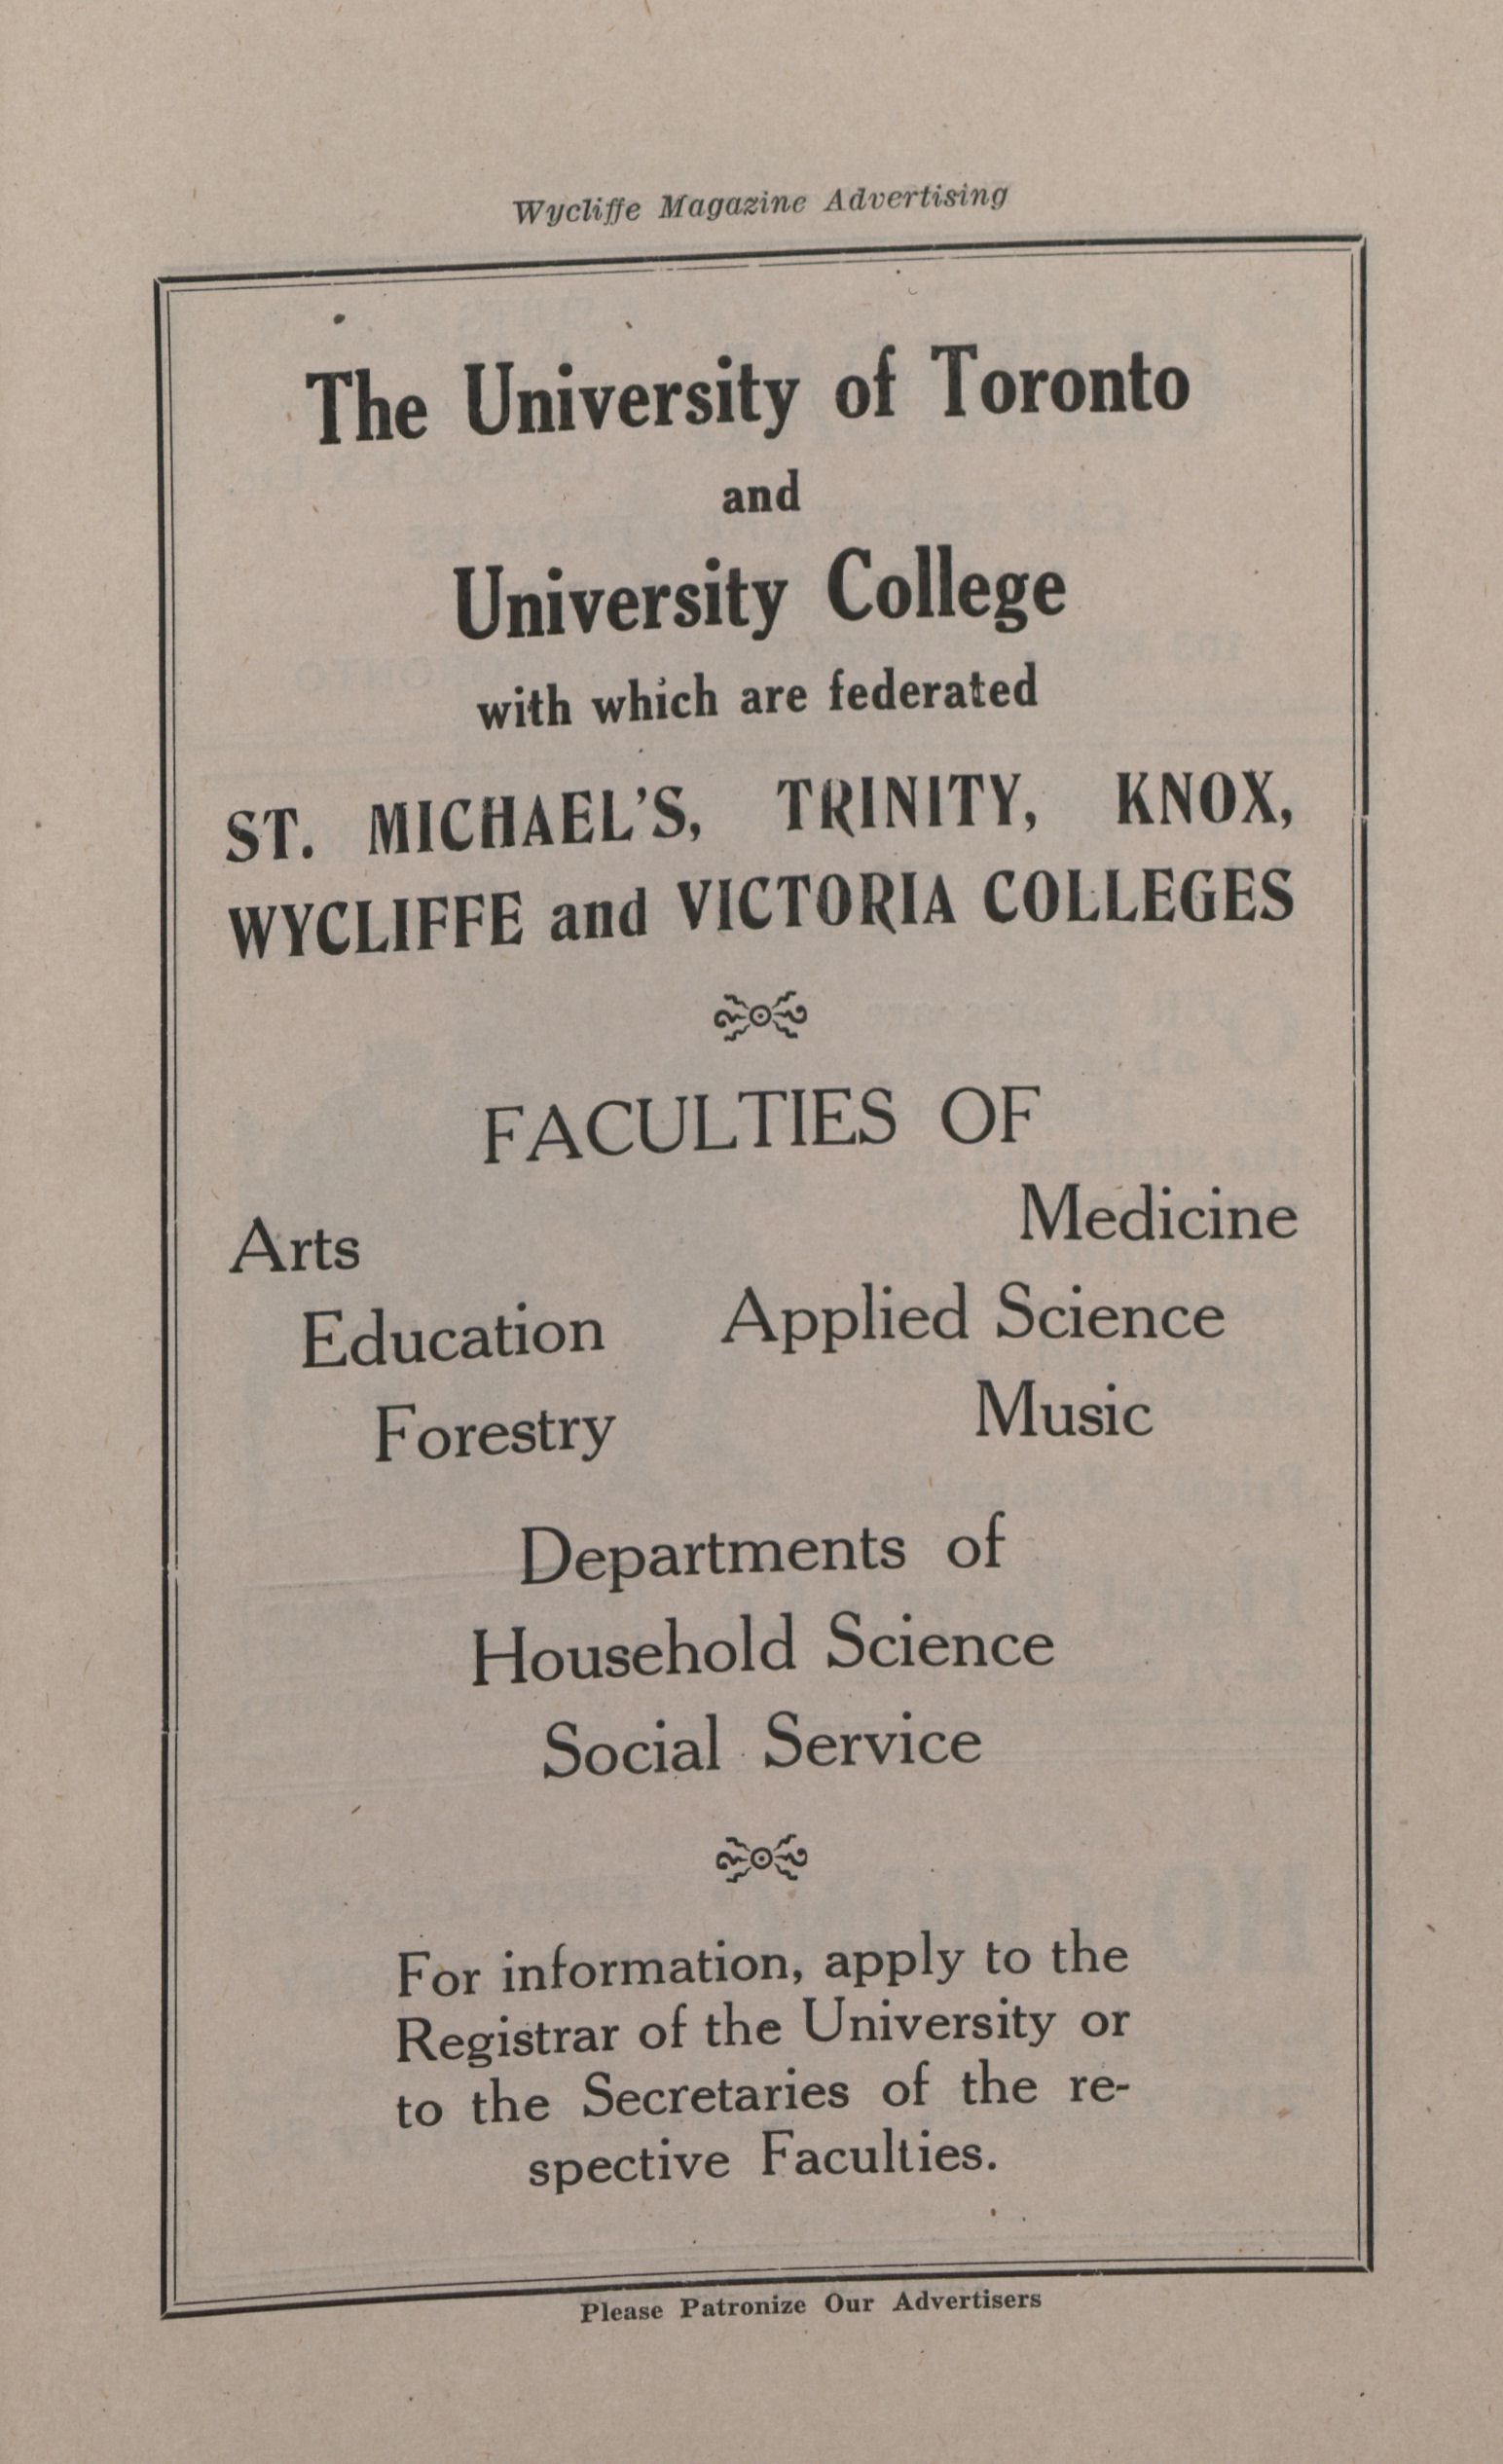 Wycliffe Magazine Advertising
The University of Toronto
and
University College
with which are federated
ST. MICHAEL'S, TRINITY, KNOX,
WYCLIFFE and VICTORIA COLLEGES
FACULTIES OF
Arts Medicine
Education Applied Science
Forestry Music
Departments of
Household Science
Social Service
For information, apply to the
Registrar of the University or
to the Secretaries of the re-
spective Faculties.
Please Patronize Our Advertisers